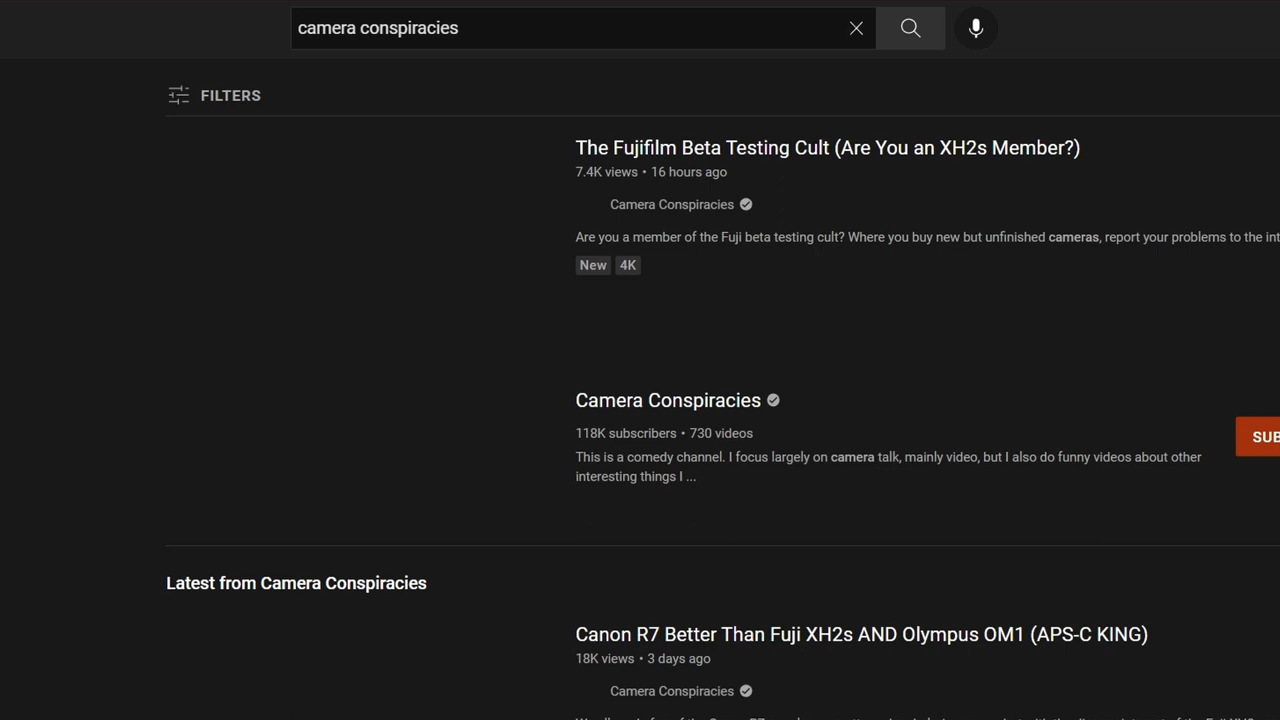 camera conspiracies
FILTERS
The Fujifilm Beta Testing Cult (Are You an XH2s Member?)
7.4K views • 16 hours ago
Camera Conspiracies
Are you a member of the Fuji beta testing cult? Where you buy new but unfinished cameras, report your problems to the int
New 4K
Camera Conspiracies
118K subscribers • 730 videos
SUB
This is a comedy channel. I focus largely on camera talk, mainly video, but I also do funny videos about other
interesting things I ...
Latest from Camera Conspiracies
Canon R7 Better Than Fuji XH2s AND Olympus OM1 (APS-C KING)
18K views • 3 days ago
Camera Conspiracies